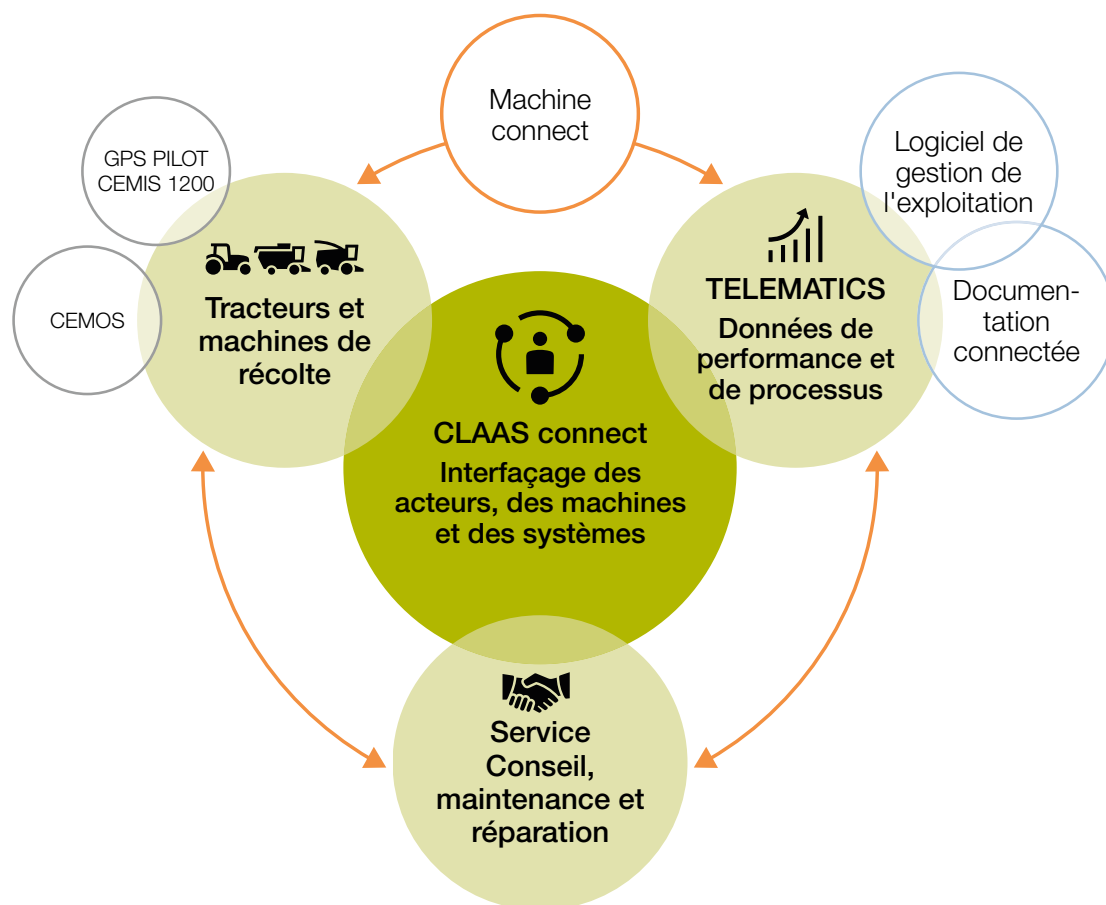 Machine
connect
GPS PILOT
CEMIS 1200
Logiciel de
gestion de
l'exploitation
CEMOS
Tracteurs et
machines de
récolte
TELEMATICS
Données de
performance et
de processus
Documen-
tation
connectée
CLAAS connect
Interfaçage des
acteurs, des machines
et des systèmes
Service
Conseil,
maintenance et
réparation